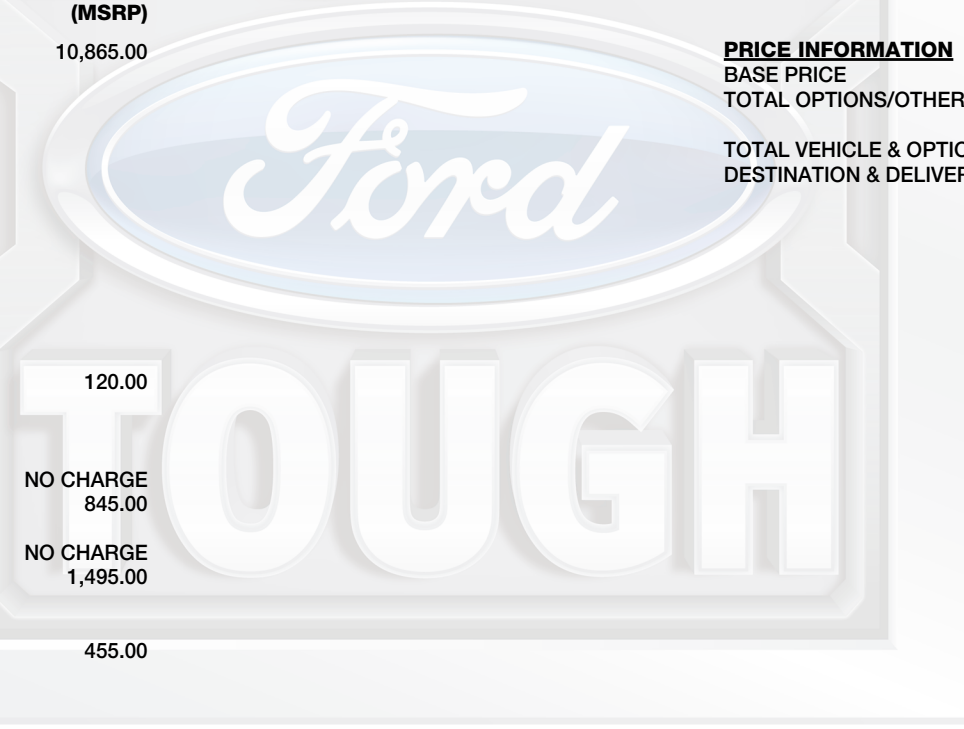 (MSRP)
10,865.00
120.00
NO CHARGE
845.00
NO CHARGE
1,495.00
455.00
PRICE INFORMATION
BASE PRICE
TOTAL OPTIONS/OTHER
TOTAL VEHICLE & OPTIO
DESTINATION & DELIVER
Ford
TOUGH